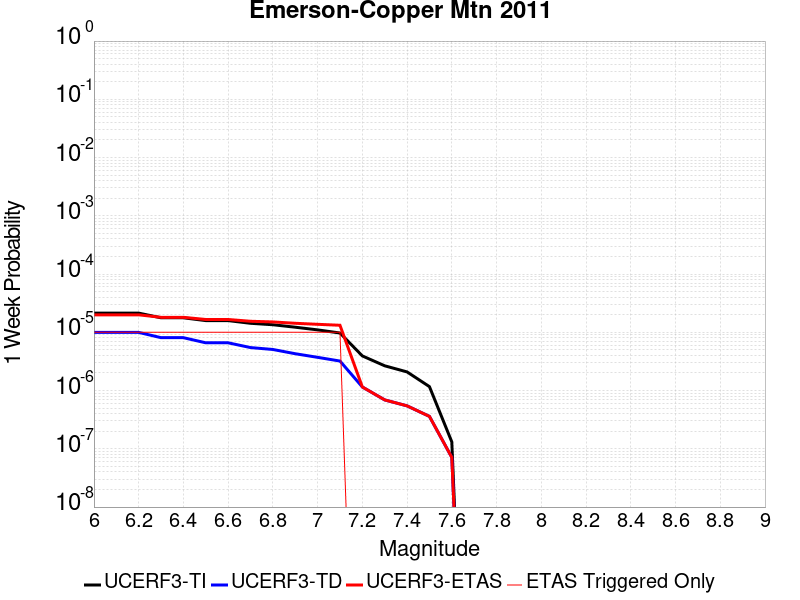 Emerson-Copper Mtn 2011
1 Week Probability
10^0
10^-1
10^-2
10^-3
10^-4
10^-5
10^-6
10^-7
10^-8
6 6.2 6.4 6.6 6.8 7 7.2 7.4 7.6 7.8 8 8.2 8.4 8.6 8.8 9
Magnitude
UCERF3-TI UCERF3-TD UCERF3-ETAS ETAS Triggered Only